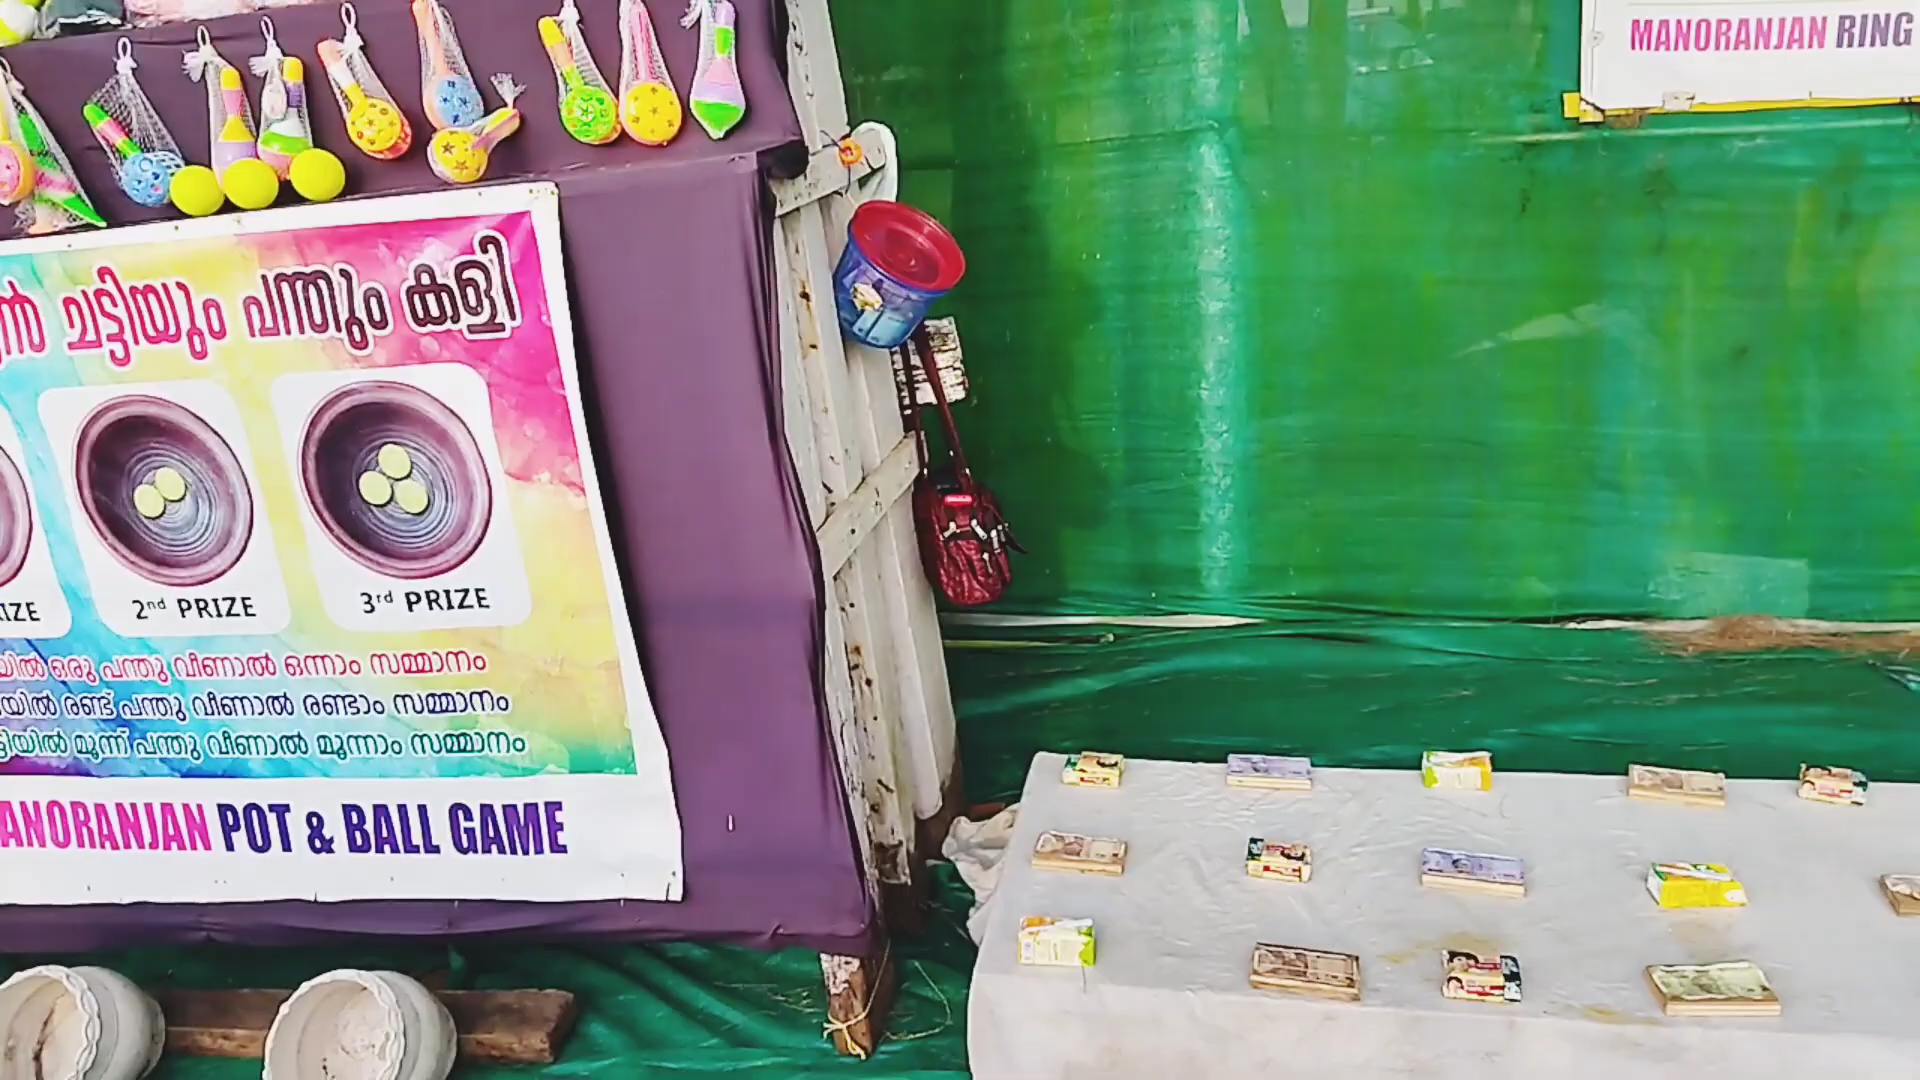 MANORANJAN RING
ചട്ടിയും പന്തും കളി
2nd PRIZE
3rd PRIZE
ഒരു പന്തു വീണാൽ ഒന്നാം സമ്മാനം
രണ്ട് പന്തു വീണാൽ രണ്ടാം സമ്മാനം
മൂന്ന് പന്തു വീണാൽ മൂന്നാം സമ്മാനം
ANORANJAN POT & BALL GAME